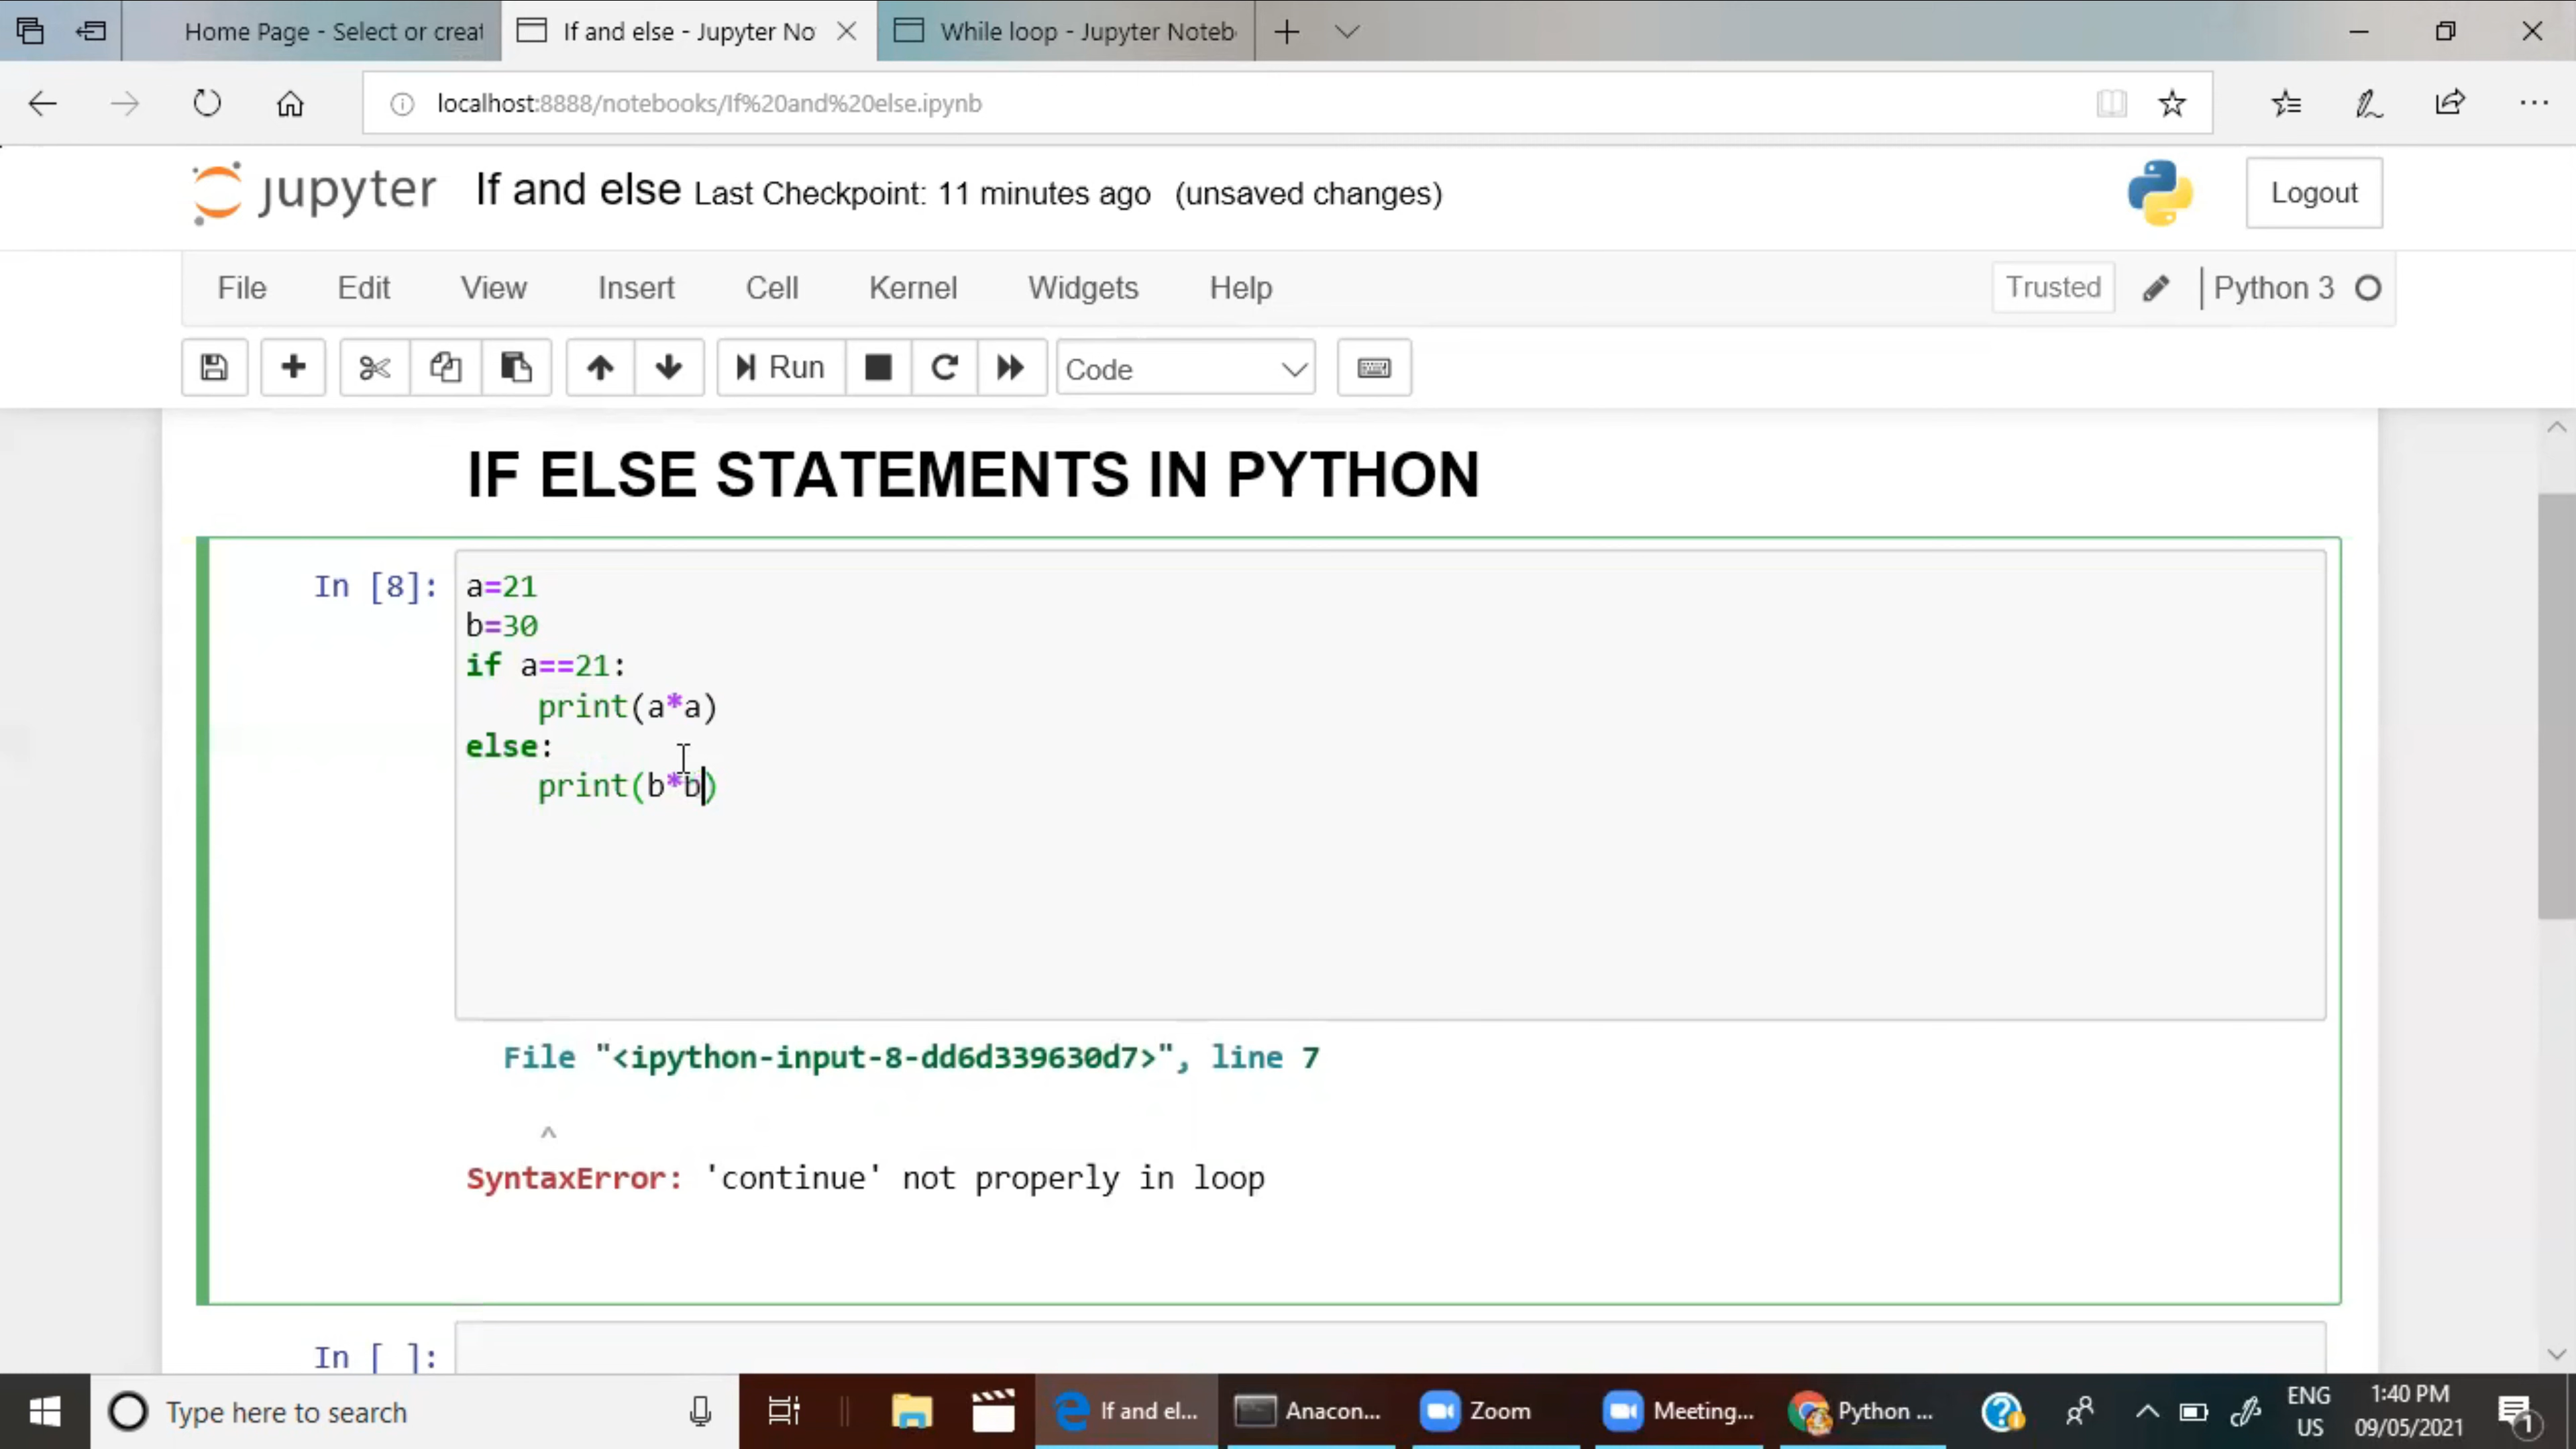 Home Page - Select or creat
If and else - Jupyter No
While loop - Jupyter Noteb
localhost:8888/notebooks/If%20and%20else.ipynb
jupyter If and else Last Checkpoint: 11 minutes ago (unsaved changes)
Logout
File Edit View Insert Cell Kernel Widgets Help
Trusted Python 3
Run Code
IF ELSE STATEMENTS IN PYTHON
In [8]:
a=21
b=30
if a==21:
    print(a*a)
else:
    print(b*b)
File "<ipython-input-8-dd6d339630d7>", line 7
^
SyntaxError: 'continue' not properly in loop
In [ ]:
Type here to search
If and el...
Anacon...
Zoom
Meeting...
Python ...
ENG
US
1:40 PM
09/05/2021
1